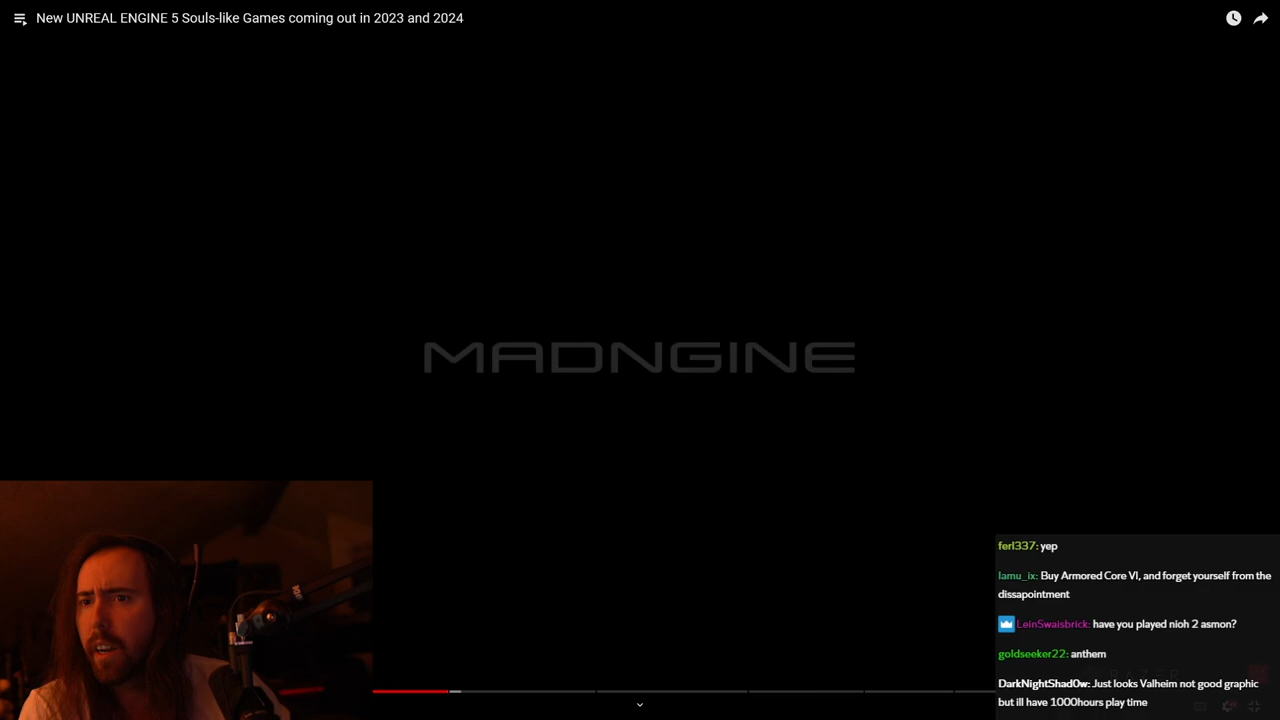 New UNREAL ENGINE 5 Souls-like Games coming out in 2023 and 2024
MADNGINE
ferl337: yep
lamu_ix: Buy Armored Core VI, and forget yourself from the
dissapointment
LeinSwaisbrick: have you played nioh 2 asmon?
goldseeker22: anthem
DarkNightShad0w: Just looks Valheim not good graphic
but ill have 1000hours play time